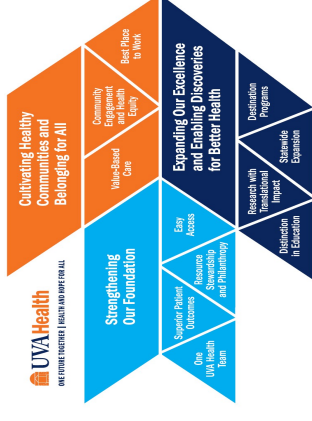 UVAHealth
ONE FUTURE TOGETHER | HEALTH AND HOPE FOR ALL
Cultivating Healthy
Communities and
Belonging for All
Value-Based
Care
Community
Engagement
and Health
Equity
Best Place
to Work
Strengthening
Our Foundation
One
UVA Health
Team
Superior Patient
Outcomes
Resource
Stewardship
and Philanthropy
Easy
Access
Expanding Our Excellence
and Enabling Discoveries
for Better Health
Distinction
In Education
Research with
Translational
Impact
Statewide
Expansion
Destination
Programs